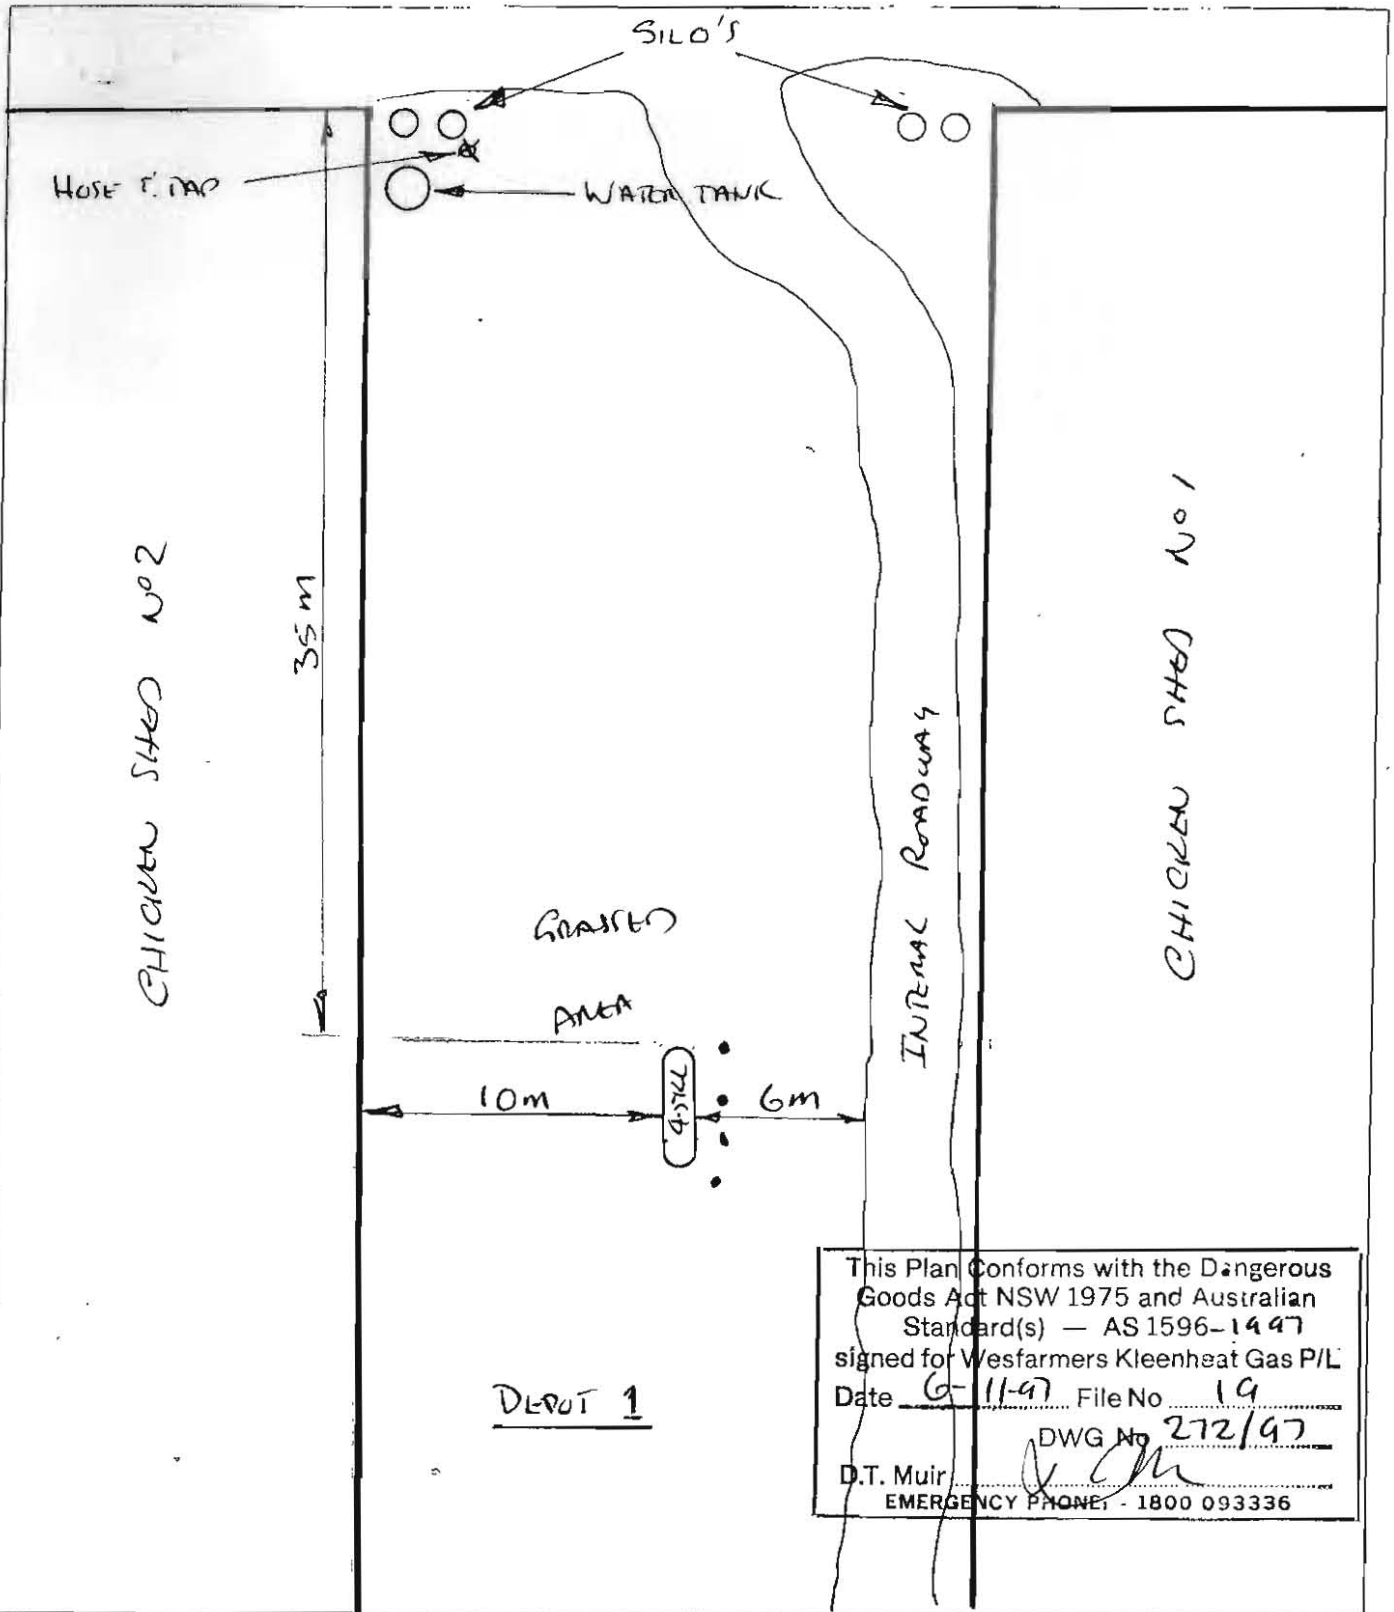 SILO'S
HOSE & TAP
WATER TANK
CHICKEN SHED No 2
35m
CHICKEN SHED No 1
INTERNAL ROADWAY
GRASSED
AREA
10m
6m
DEPOT 1
This Plan Conforms with the Dangerous
Goods Act NSW 1975 and Australian
Standard(s) — AS 1596-1997
signed for Wesfarmers Kleenheat Gas P/L
Date 6-11-97 File No 19
DWG No 272/97
D.T. Muir
EMERGENCY PHONE: - 1800 093336